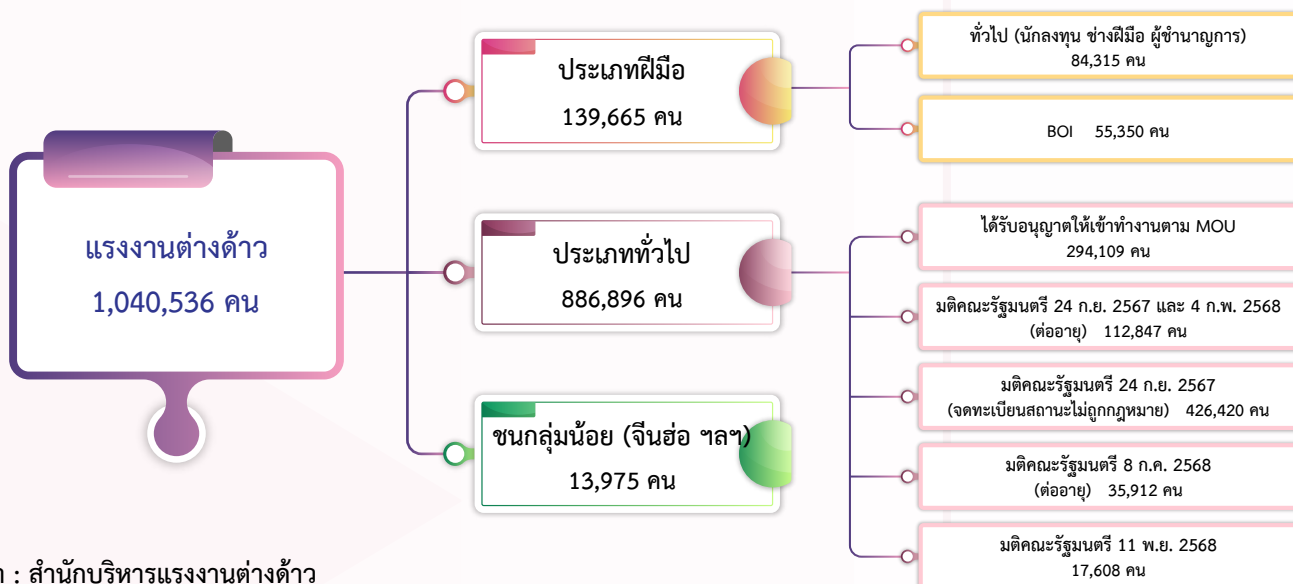 แรงงานต่างด้าว
1,040,536 คน
ประเภทฝีมือ
139,665 คน
ทั่วไป (นักลงทุน ช่างฝีมือ ผู้ชำนาญการ)
84,315 คน
BOI 55,350 คน
ประเภททั่วไป
886,896 คน
ได้รับอนุญาตให้เข้าทำงานตาม MOU
294,109 คน
มติคณะรัฐมนตรี 24 ก.ย. 2567 และ 4 ก.พ. 2568
(ต่ออายุ) 112,847 คน
มติคณะรัฐมนตรี 24 ก.ย. 2567
(จดทะเบียนสถานะไม่ถูกกฎหมาย) 426,420 คน
มติคณะรัฐมนตรี 8 ก.ค. 2568
(ต่ออายุ) 35,912 คน
มติคณะรัฐมนตรี 11 พ.ย. 2568
17,608 คน
ชนกลุ่มน้อย (จีนฮ่อ ฯลฯ)
13,975 คน
: สำนักบริหารแรงงานต่างด้าว